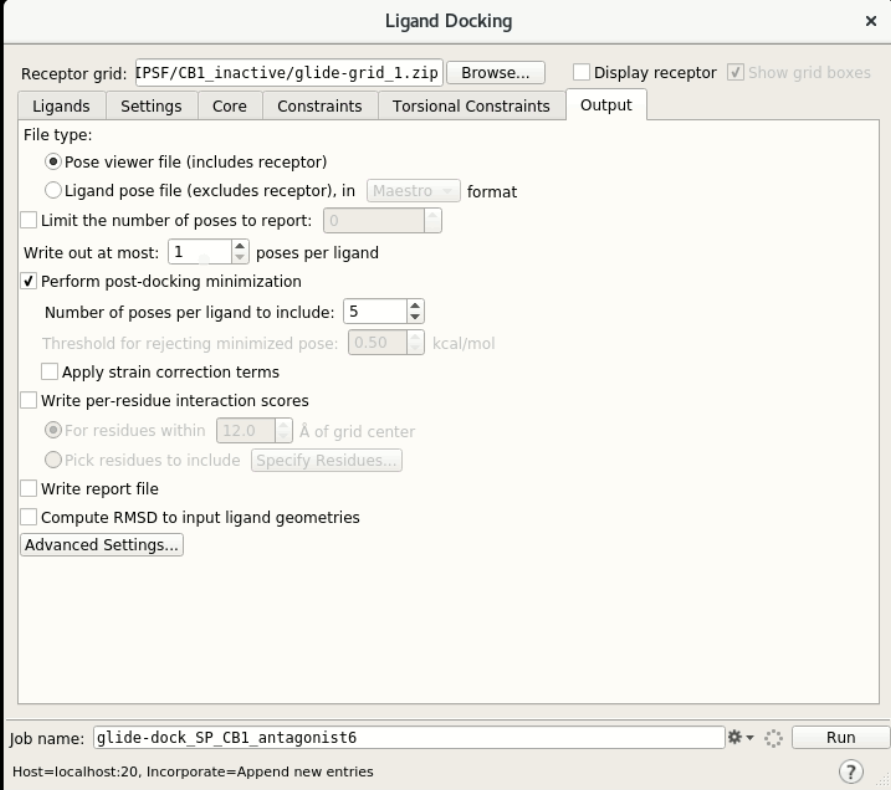 Ligand Docking ×
Receptor grid: IPSF/CB1_inactive/glide-grid_1.zip Browse... Display receptor Show grid boxes
Ligands Settings Core Constraints Torsional Constraints Output
File type:
Pose viewer file (includes receptor)
Ligand pose file (excludes receptor), in Maestro format
Limit the number of poses to report: 0
Write out at most: 1 poses per ligand
Perform post-docking minimization
Number of poses per ligand to include: 5
Threshold for rejecting minimized pose: 0.50 kcal/mol
Apply strain correction terms
Write per-residue interaction scores
For residues within 12.0 Å of grid center
Pick residues to include Specify Residues...
Write report file
Compute RMSD to input ligand geometries
Advanced Settings...
Job name: glide-dock_SP_CB1_antagonist6 Run
Host=localhost:20, Incorporate=Append new entries ?